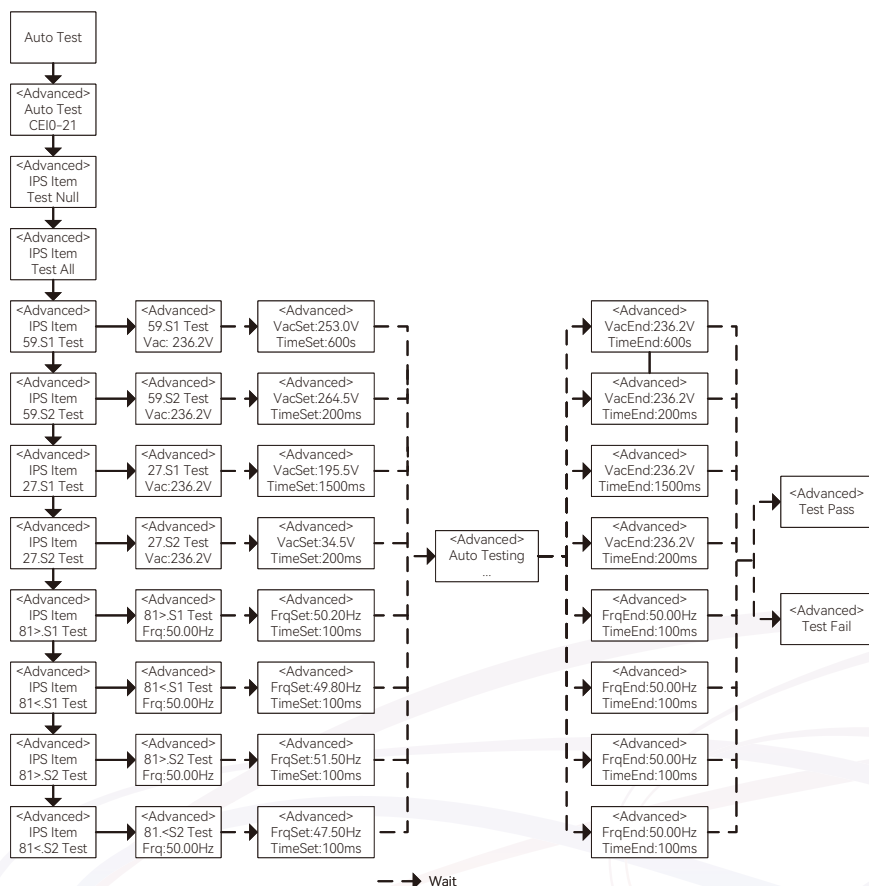 Auto Test
<Advanced>
Auto Test
CEI0-21
<Advanced>
IPS Item
Test Null
<Advanced>
IPS Item
Test All
<Advanced>
IPS Item
59.S1 Test
<Advanced>
59.S1 Test
Vac: 236.2V
<Advanced>
VacSet:253.0V
TimeSet:600s
<Advanced>
VacEnd:236.2V
TimeEnd:600s
<Advanced>
IPS Item
59.S2 Test
<Advanced>
59.S2 Test
Vac:236.2V
<Advanced>
VacSet:264.5V
TimeSet:200ms
<Advanced>
VacEnd:236.2V
TimeEnd:200ms
<Advanced>
IPS Item
27.S1 Test
<Advanced>
27.S1 Test
Vac:236.2V
<Advanced>
VacSet:195.5V
TimeSet:1500ms
<Advanced>
VacEnd:236.2V
TimeEnd:1500ms
<Advanced>
IPS Item
27.S2 Test
<Advanced>
27.S2 Test
Vac:236.2V
<Advanced>
VacSet:34.5V
TimeSet:200ms
<Advanced>
Auto Testing
...
<Advanced>
VacEnd:236.2V
TimeEnd:200ms
<Advanced>
Test Pass
<Advanced>
IPS Item
81>.S1 Test
<Advanced>
81>.S1 Test
Frq:50.00Hz
<Advanced>
FrqSet:50.20Hz
TimeSet:100ms
<Advanced>
FrqEnd:50.00Hz
TimeEnd:100ms
<Advanced>
Test Fail
<Advanced>
IPS Item
81<.S1 Test
<Advanced>
81<.S1 Test
Frq:50.00Hz
<Advanced>
FrqSet:49.80Hz
TimeSet:100ms
<Advanced>
FrqEnd:50.00Hz
TimeEnd:100ms
<Advanced>
IPS Item
81>.S2 Test
<Advanced>
81>.S2 Test
Frq:50.00Hz
<Advanced>
FrqSet:51.50Hz
TimeSet:100ms
<Advanced>
FrqEnd:50.00Hz
TimeEnd:100ms
<Advanced>
IPS Item
81<.S2 Test
<Advanced>
81.<S2 Test
Frq:50.00Hz
<Advanced>
FrqSet:47.50Hz
TimeSet:100ms
<Advanced>
FrqEnd:50.00Hz
TimeEnd:100ms
Wait